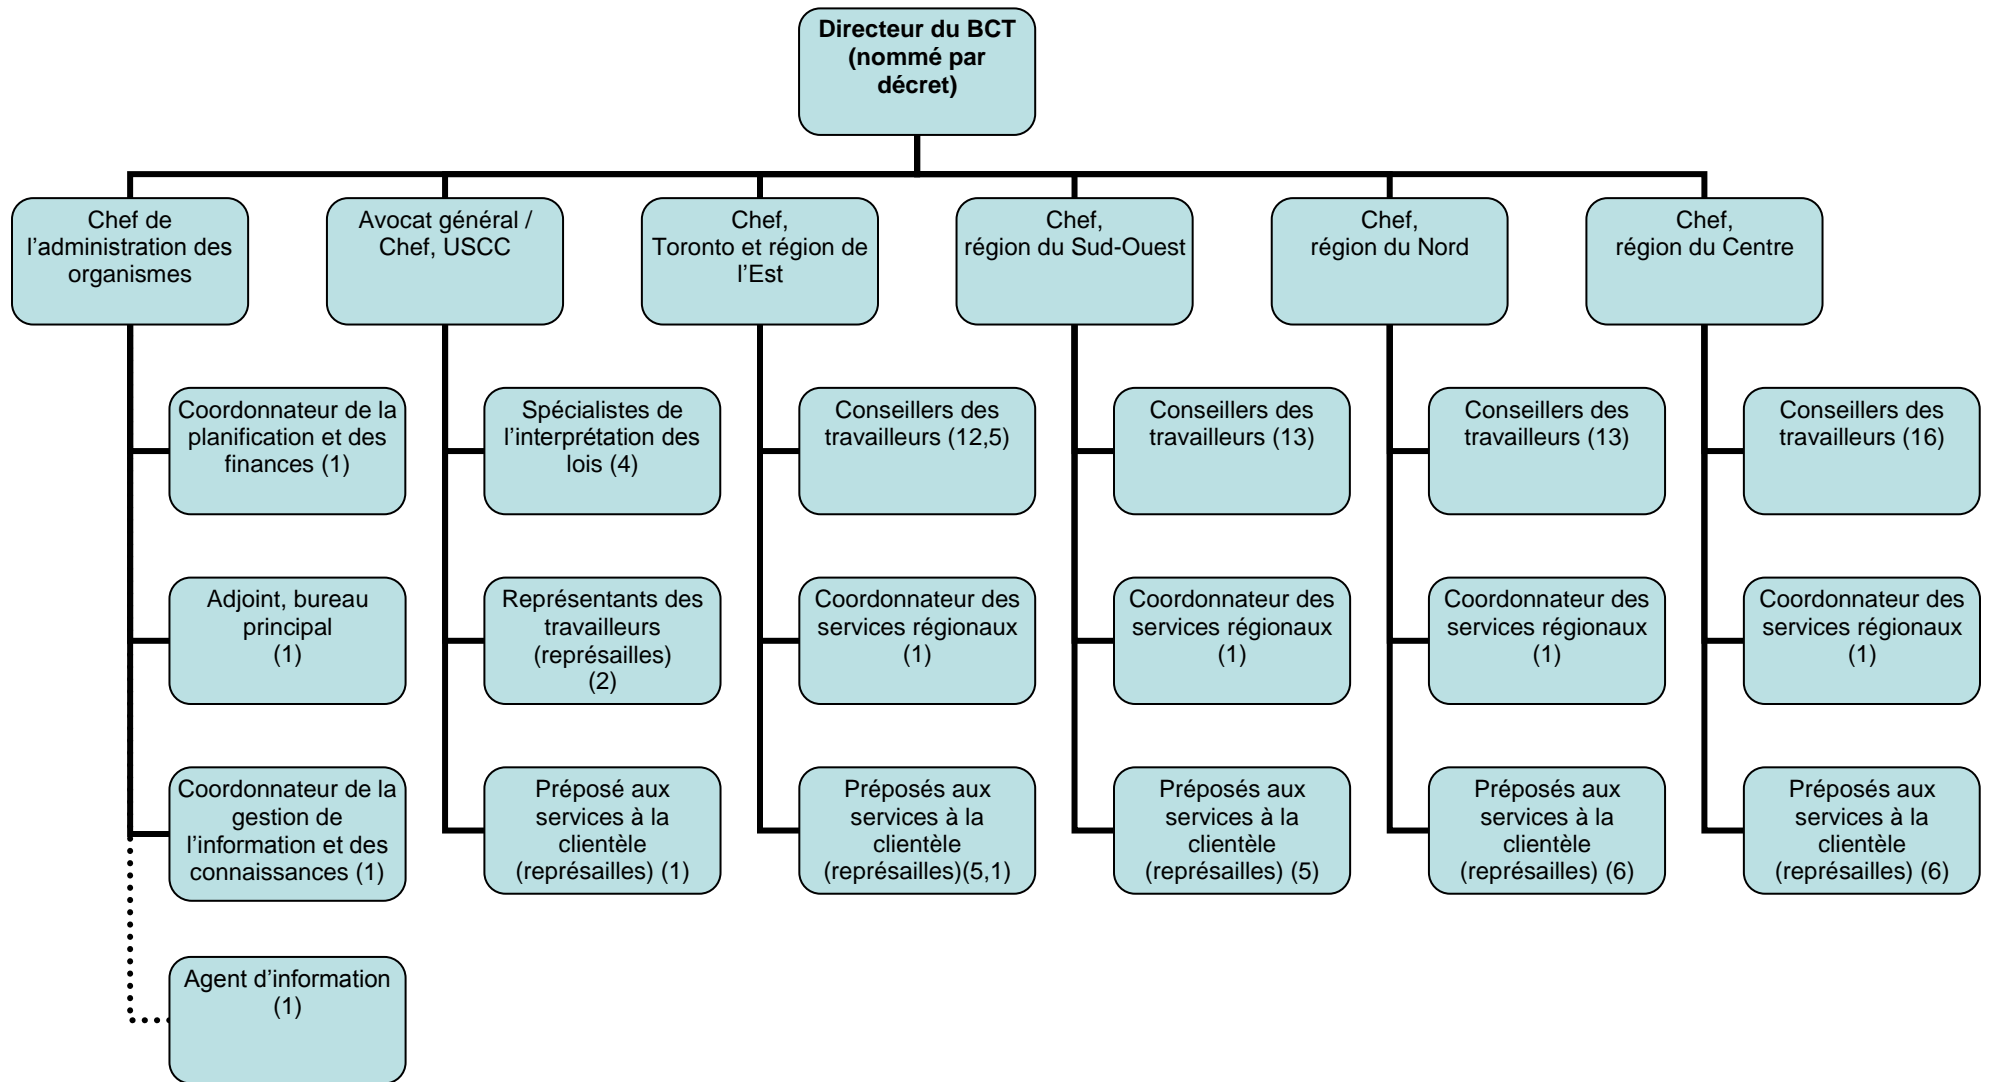 Directeur du BCT
(nommé par
décret)
Chef de
l’administration des
organismes
Avocat général /
Chef, USCC
Chef,
Toronto et région de
l’Est
Chef,
région du Sud-Ouest
Chef,
région du Nord
Chef,
région du Centre
Coordonnateur de la
planification et des
finances (1)
Spécialistes de
l’interprétation des
lois (4)
Conseillers des
travailleurs (12,5)
Conseillers des
travailleurs (13)
Conseillers des
travailleurs (13)
Conseillers des
travailleurs (16)
Adjoint, bureau
principal
(1)
Représentants des
travailleurs
(représailles)
(2)
Coordonnateur des
services régionaux
(1)
Coordonnateur des
services régionaux
(1)
Coordonnateur des
services régionaux
(1)
Coordonnateur des
services régionaux
(1)
Coordonnateur de la
gestion de
l’information et des
connaissances (1)
Préposé aux
services à la
clientèle
(représailles) (1)
Préposés aux
services à la
clientèle
(représailles)(5,1)
Préposés aux
services à la
clientèle
(représailles) (5)
Préposés aux
services à la
clientèle
(représailles) (6)
Préposés aux
services à la
clientèle
(représailles) (6)
Agent d’information
(1)